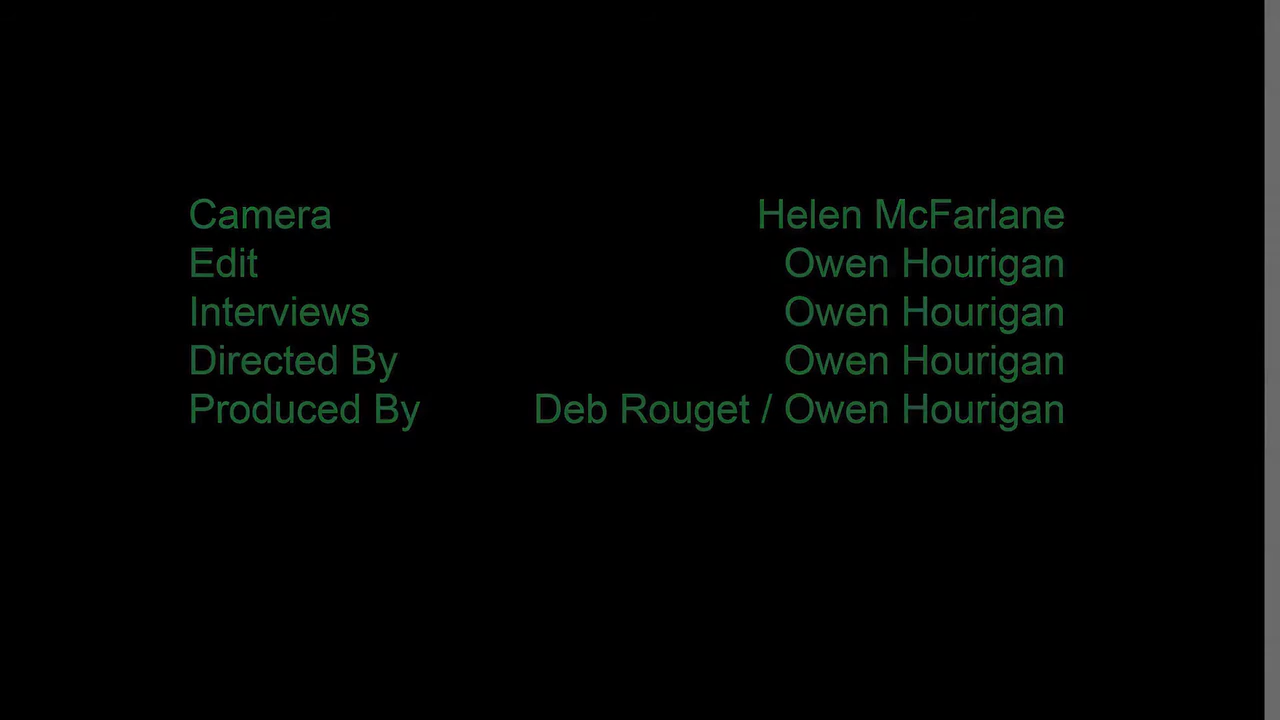 Camera Helen McFarlane
Edit Owen Hourigan
Interviews Owen Hourigan
Directed By Owen Hourigan
Produced By Deb Rouget / Owen Hourigan